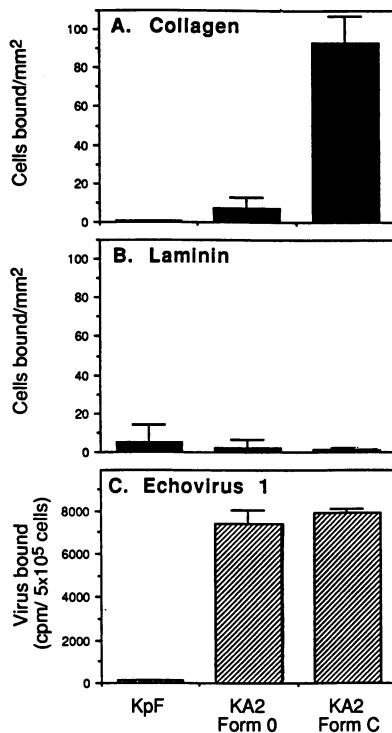 A. Collagen
Cells bound/mm²
100
80
60
40
20
0
B. Laminin
Cells bound/mm²
100
80
60
40
20
0
C. Echovirus 1
Virus bound
(cpm/ 5x10⁵ cells)
8000
6000
4000
2000
0
KpF
KA2
Form 0
KA2
Form C